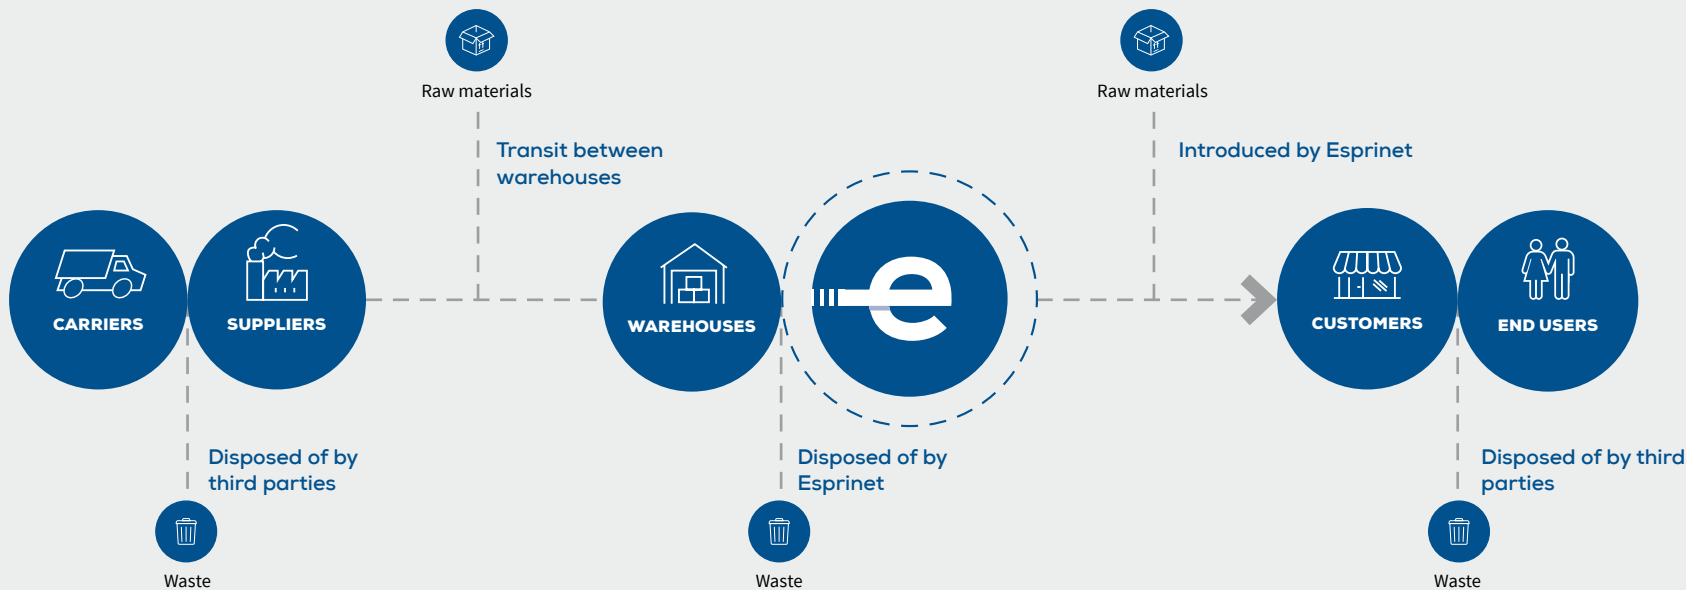 Raw materials
Raw materials
Transit between
warehouses
Introduced by Esprinet
CARRIERS
SUPPLIERS
WAREHOUSES
e
CUSTOMERS
END USERS
Disposed of by
third parties
Disposed of by
Esprinet
Disposed of by third
parties
Waste
Waste
Waste